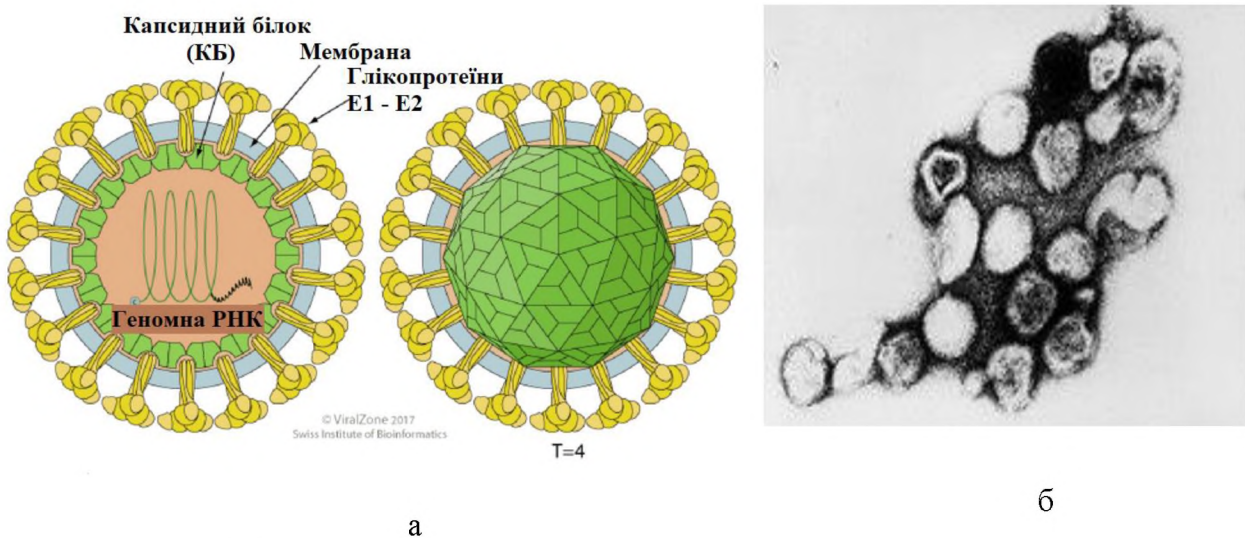 Капсидний білок
(КБ)
Мембрана
Глікопротеїни
Е1 - Е2
Геномна РНК
© ViralZone 2017
Swiss Institute of Bioinformatics
T=4
а
б